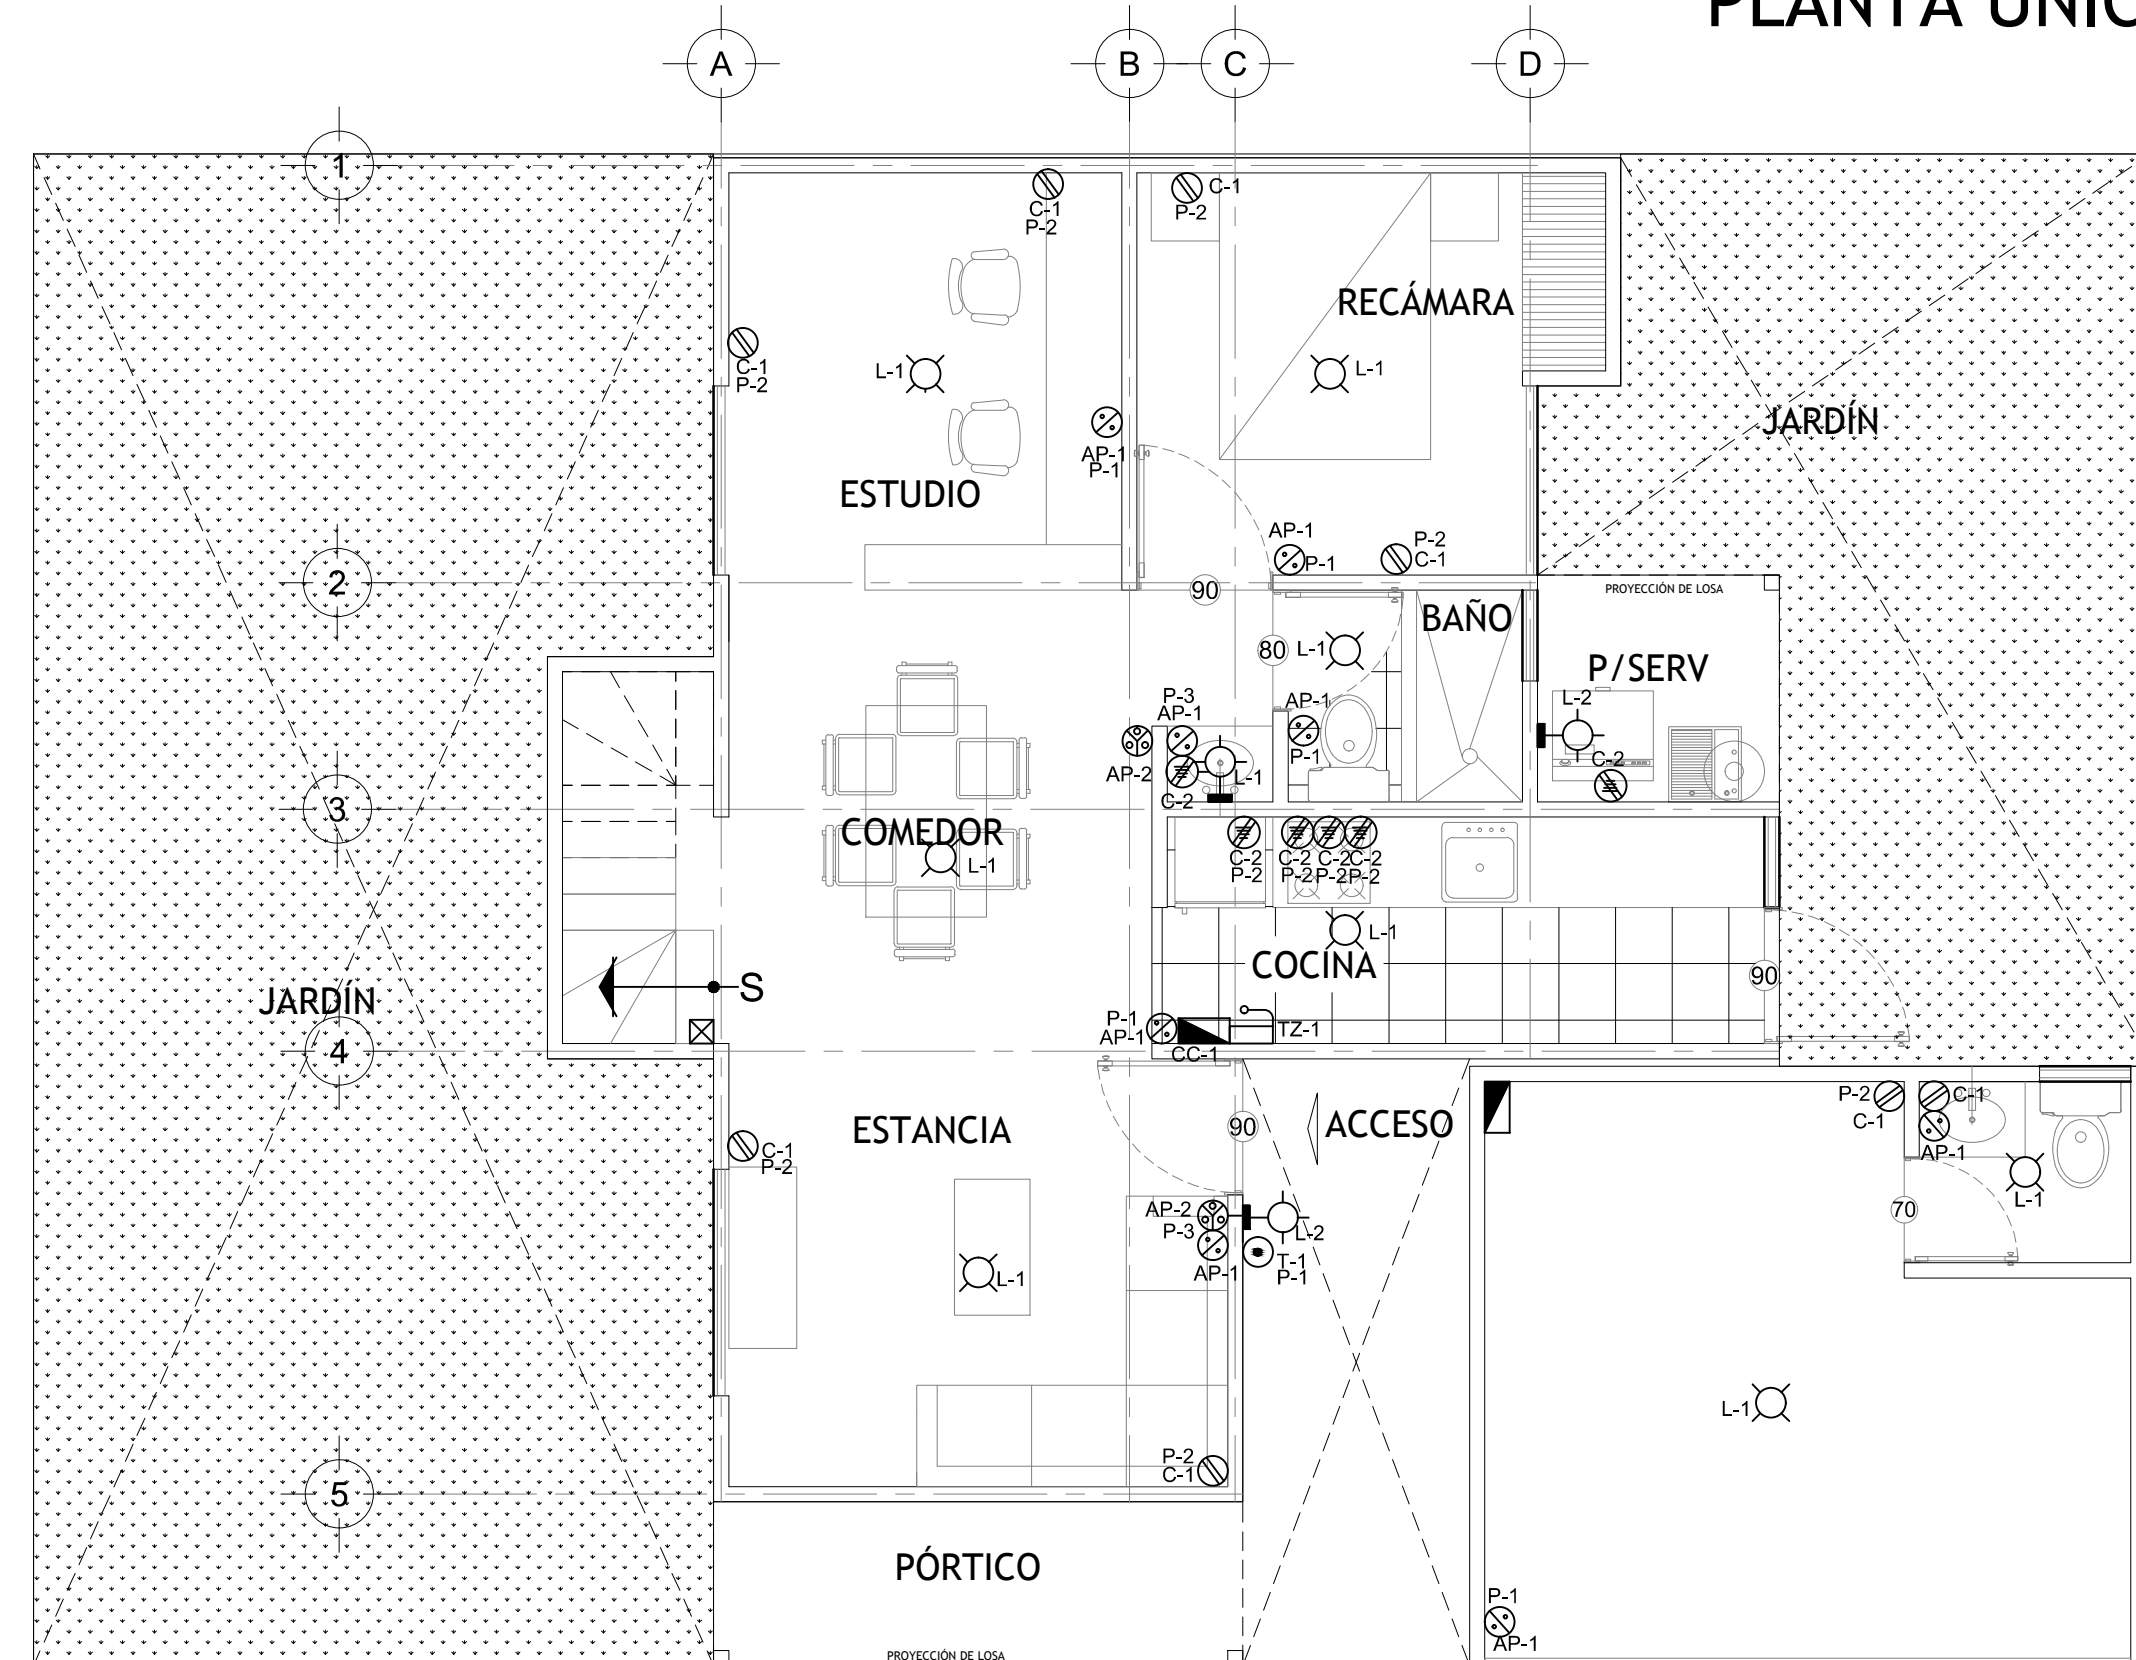 PLANTA ÚNIC
A
B
C
D
1
C-1
P-2
C-1
P-2
RECÁMARA
C-1
P-2
L-1
L-1
JARDÍN
AP-1
P-1
ESTUDIO
AP-1
P-1
P-2
C-1
2
90
PROYECCIÓN DE LOSA
BAÑO
80
L-1
P/SERV
P-3
AP-1
AP-1
L-2
P-1
AP-2
L-1
C-2
C-2
3
COMEDOR
L-1
C-2
P-2
C-2
P-2
C-2
P-2
C-2
P-2
L-1
COCINA
90
S
JARDÍN
P-1
AP-1
TZ-1
CC-1
4
P-2
C-1
C-1
ESTANCIA
90
ACCESO
AP-1
C-1
P-2
L-1
70
AP-2
P-3
L-2
AP-1
T-1
P-1
L-1
L-1
P-2
C-1
5
PÓRTICO
P-1
AP-1
PROYECCIÓN DE LOSA